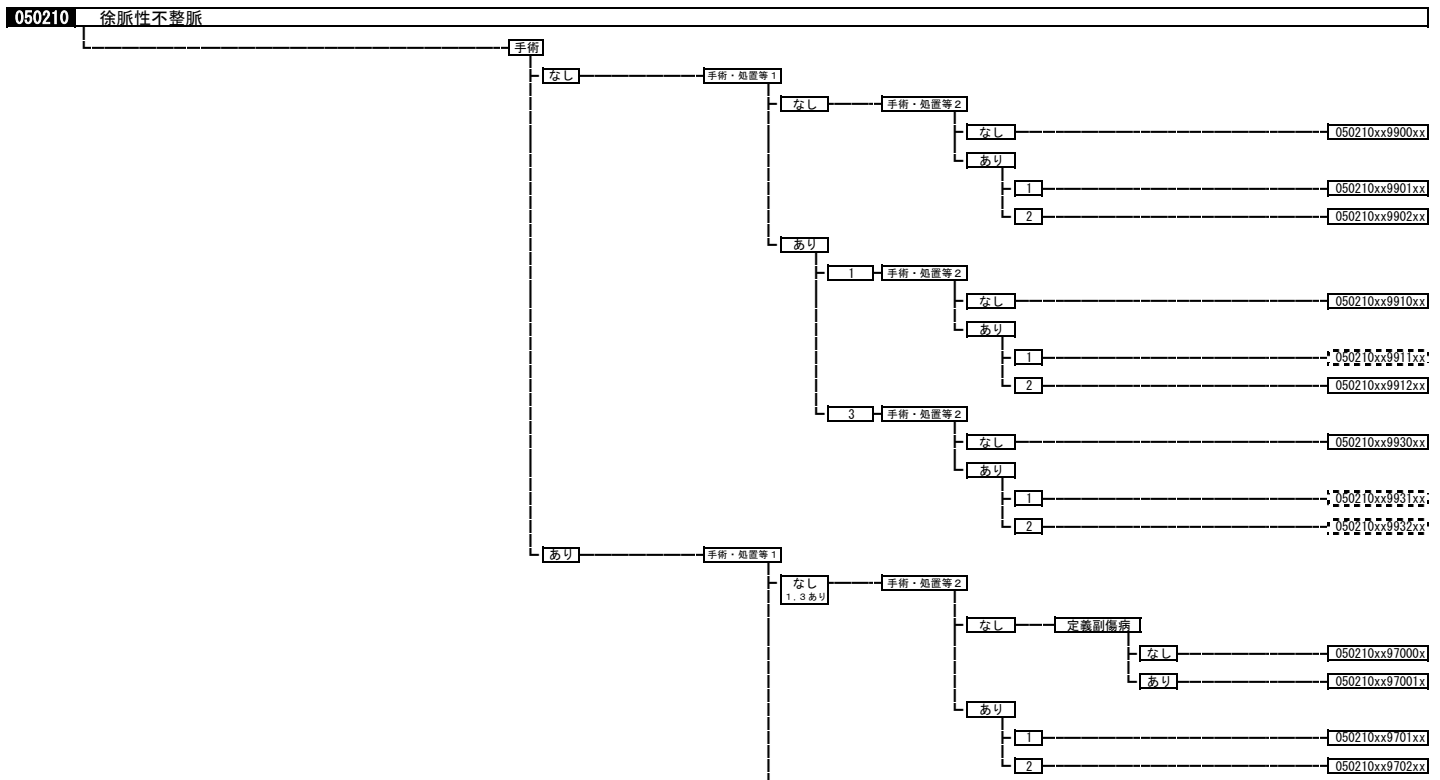 050210 徐脈性不整脈
手術
なし 手術・処置等1
なし 手術・処置等2
なし 050210xx9900xx
あり
1 050210xx9901xx
2 050210xx9902xx
あり
1 手術・処置等2
なし 050210xx9910xx
あり
1 050210xx9911xx
2 050210xx9912xx
3 手術・処置等2
なし 050210xx9930xx
あり
1 050210xx9931xx
2 050210xx9932xx
あり 手術・処置等1
なし 手術・処置等2
1,3あり
なし 定義副傷病
なし 050210xx97000x
あり 050210xx97001x
あり
1 050210xx9701xx
2 050210xx9702xx